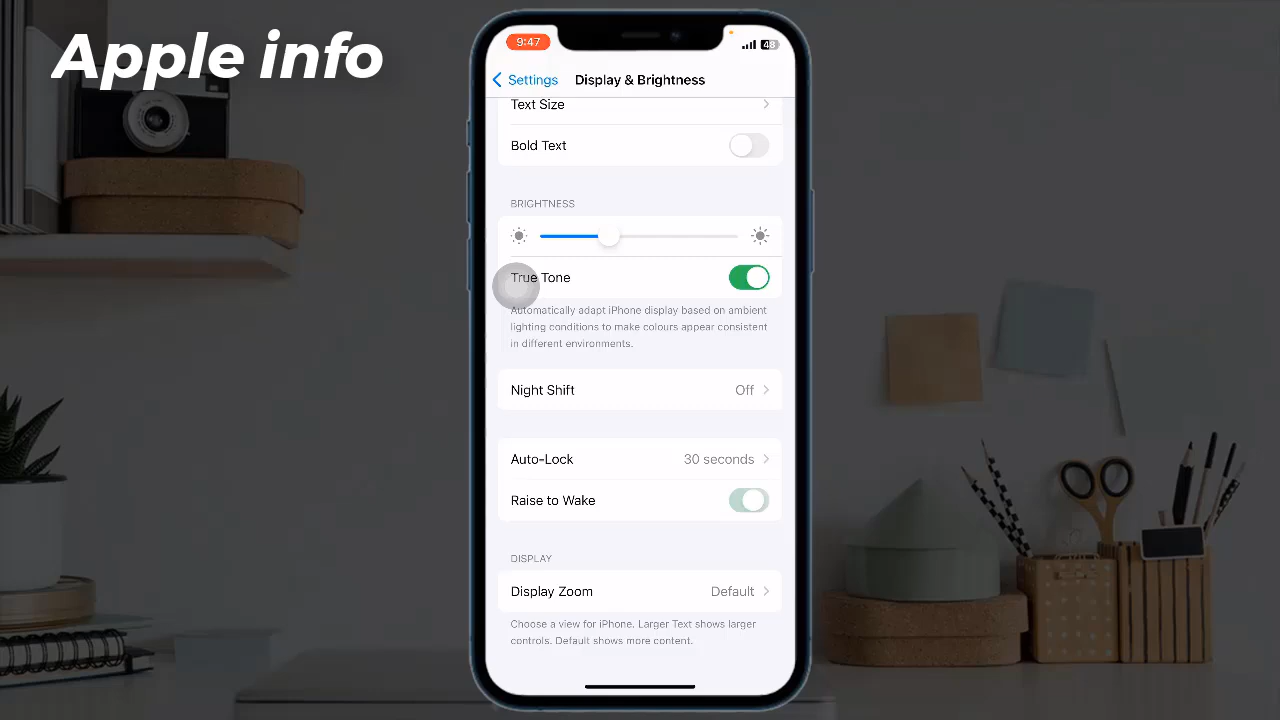 Apple info
9:47
48
Settings
Display & Brightness
Text Size
Bold Text
BRIGHTNESS
True Tone
Automatically adapt iPhone display based on ambient
lighting conditions to make colours appear consistent
in different environments.
Night Shift
Off
Auto-Lock
30 seconds
Raise to Wake
DISPLAY
Display Zoom
Default
Choose a view for iPhone. Larger Text shows larger
controls. Default shows more content.